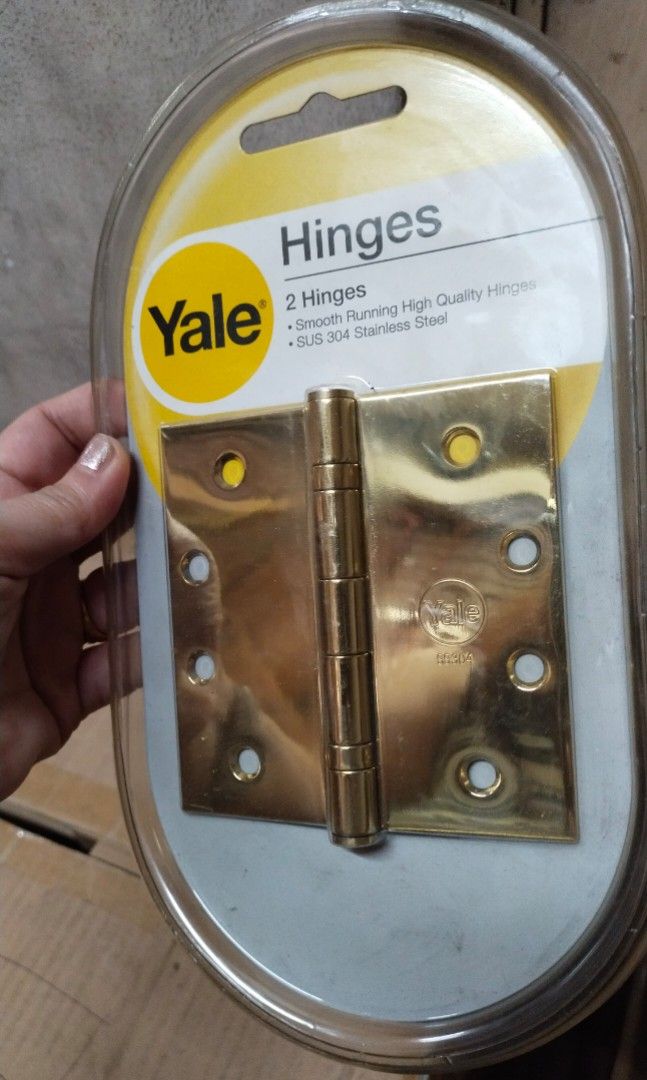 Hinges
Yale®
2 Hinges
• Smooth Running High Quality Hinges
• SUS 304 Stainless Steel
Yale
SS304